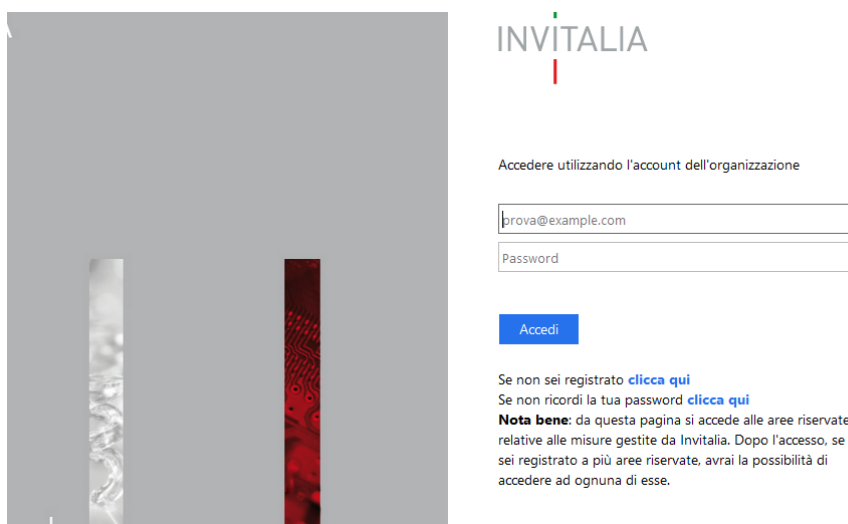 INVITALIA
Accedere utilizzando l'account dell'organizzazione
prova@example.com
Password
Accedi
Se non sei registrato clicca qui
Se non ricordi la tua password clicca qui
Nota bene: da questa pagina si accede alle aree riservate
relative alle misure gestite da Invitalia. Dopo l'accesso, se
sei registrato a più aree riservate, avrai la possibilità di
accedere ad ognuna di esse.